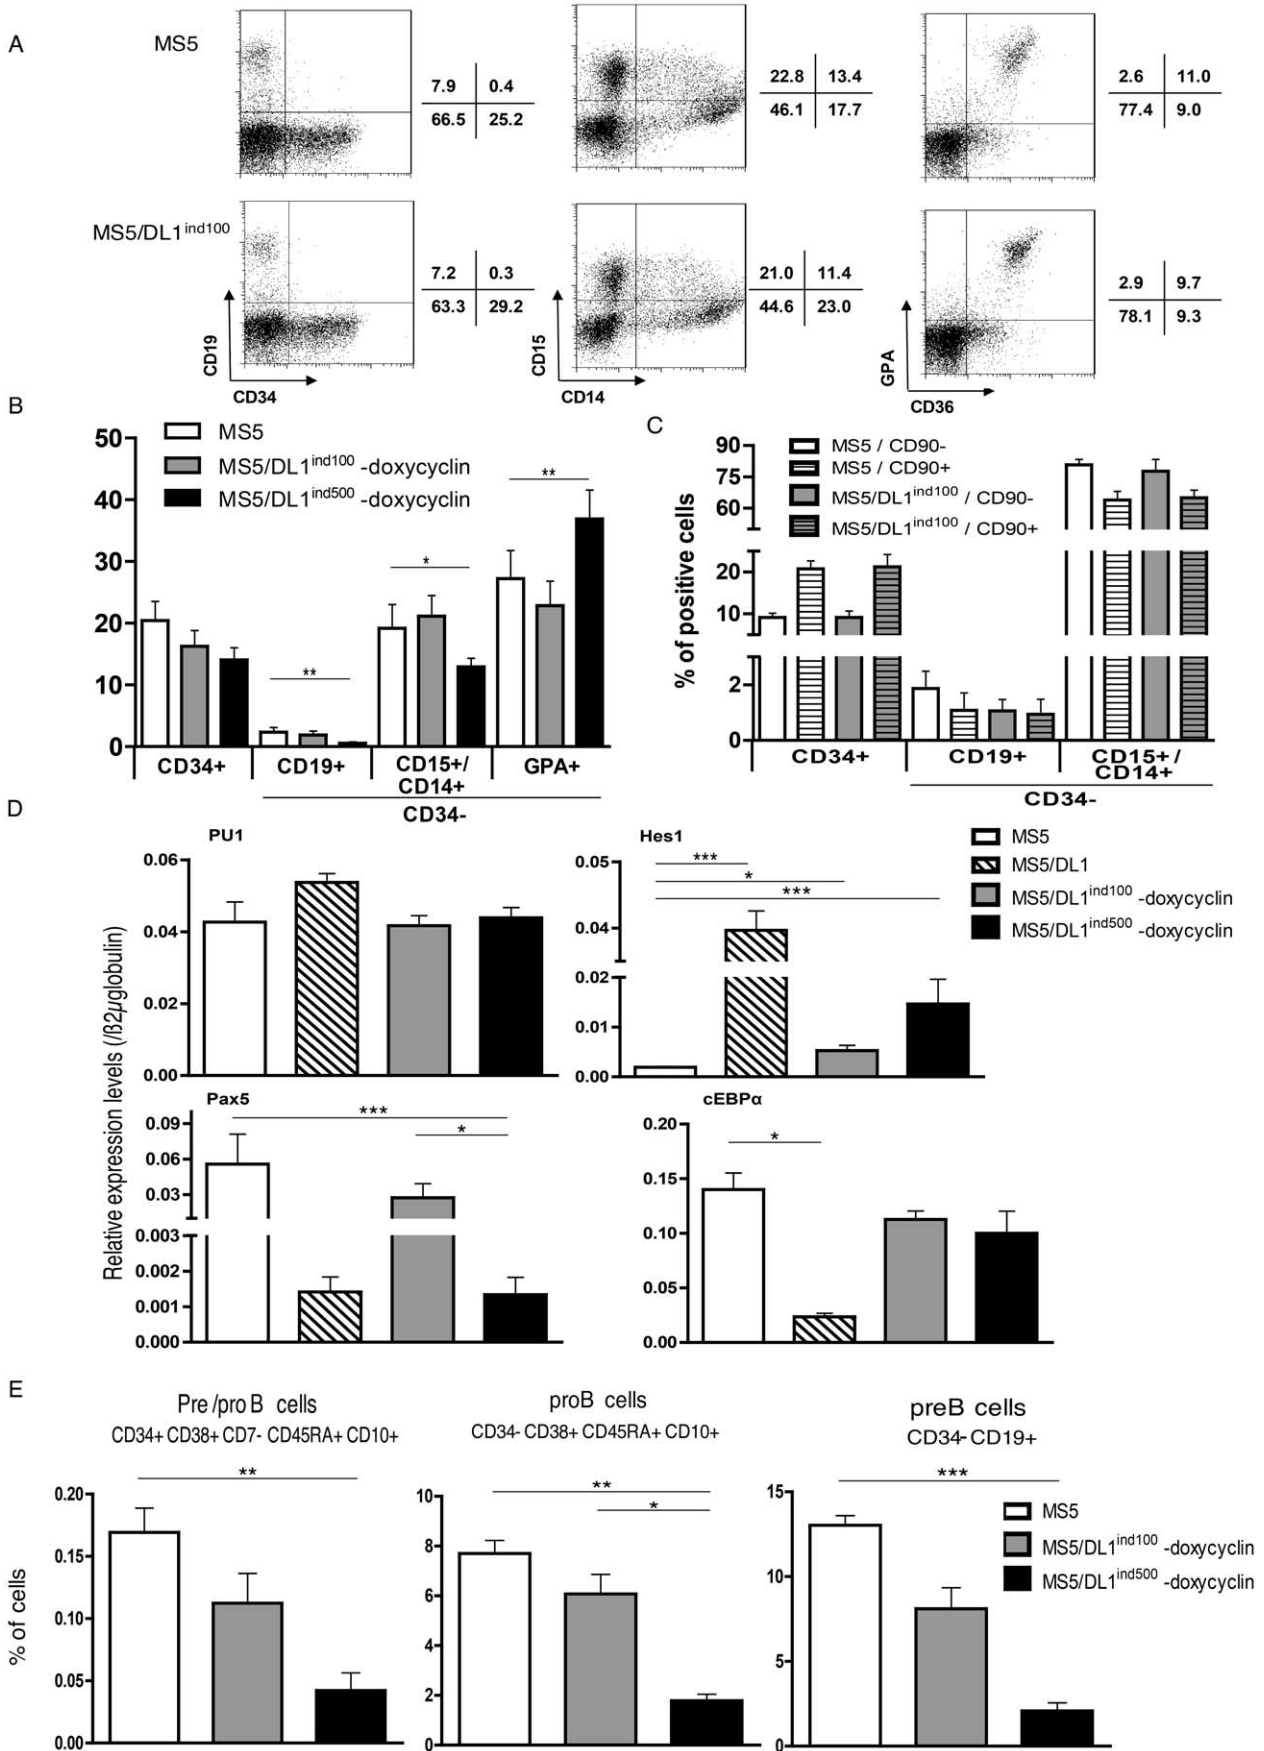 A
MS5
7.9 0.4
66.5 25.2
22.8 13.4
46.1 17.7
2.6 11.0
77.4 9.0
MS5/DL1ind100
7.2 0.3
63.3 29.2
21.0 11.4
44.6 23.0
2.9 9.7
78.1 9.3
CD19
CD34
CD15
CD14
GPA
CD36
B
MS5
MS5/DL1ind100 -doxycyclin
MS5/DL1ind500 -doxycyclin
50
40
30
20
10
0
**
*
**
CD34+
CD19+
CD15+/
CD14+
GPA+
CD34-
C
MS5 / CD90-
MS5 / CD90+
MS5/DL1ind100 / CD90-
MS5/DL1ind100 / CD90+
% of positive cells
90
75
60
20
10
2
0
CD34+
CD19+
CD15+/
CD14+
CD34-
D
Relative expression levels (/ß2µglobulin)
PU1
0.06
0.04
0.02
0.00
Hes1
***
*
***
0.05
0.04
0.02
0.01
0.00
MS5
MS5/DL1
MS5/DL1ind100 -doxycyclin
MS5/DL1ind500 -doxycyclin
Pax5
***
*
0.09
0.06
0.03
0.003
0.002
0.001
0.000
cEBPα
*
0.20
0.15
0.10
0.05
0.00
E
% of cells
Pre/pro B cells
CD34+ CD38+ CD7- CD45RA+ CD10+
**
0.20
0.15
0.10
0.05
0.00
proB cells
CD34- CD38+ CD45RA+ CD10+
**
*
10
8
6
4
2
0
preB cells
CD34- CD19+
***
15
10
5
0
MS5
MS5/DL1ind100 -doxycyclin
MS5/DL1ind500 -doxycyclin